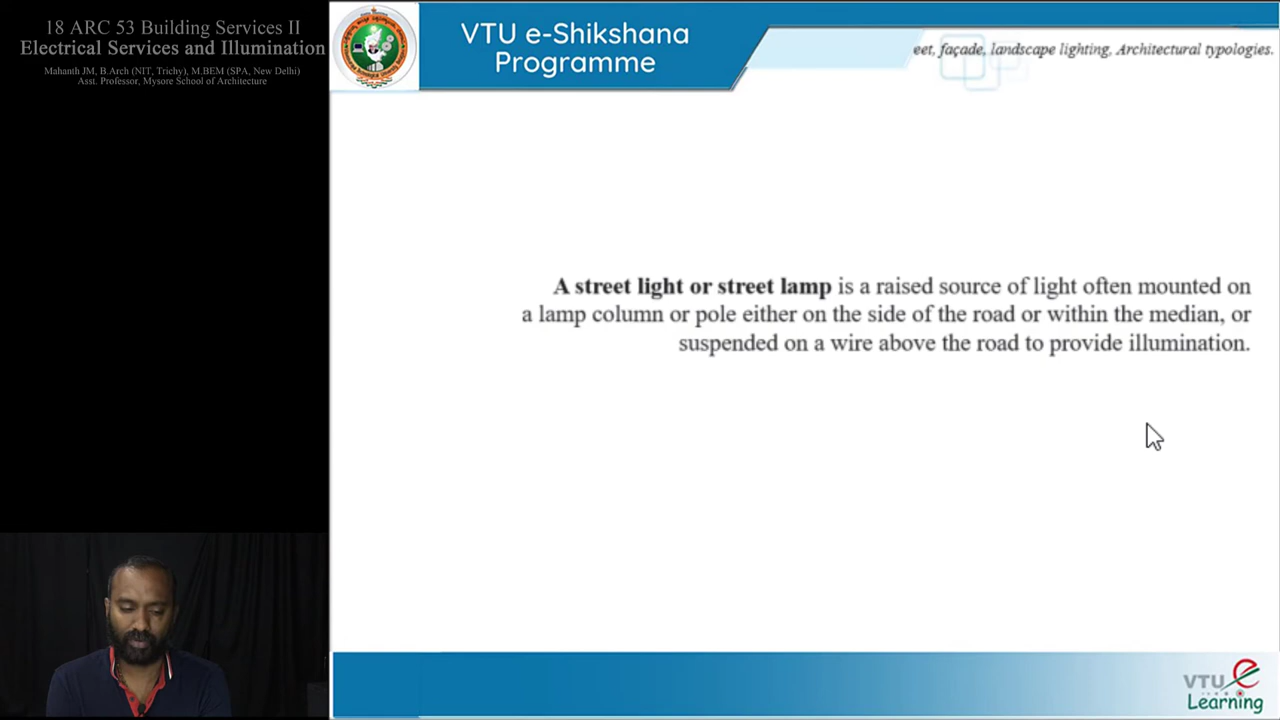 18 ARC 53 Building Services II
Electrical Services and Illumination
Mahanth JM, B.Arch (NIT, Trichy), M.BEM (SPA, New Delhi)
Asst. Professor, Mysore School of Architecture
VTU e-Shikshana
Programme
eet, façade, landscape lighting, Architectural typologies.
A street light or street lamp is a raised source of light often mounted on
a lamp column or pole either on the side of the road or within the median, or
suspended on a wire above the road to provide illumination.
VTU e
Learning